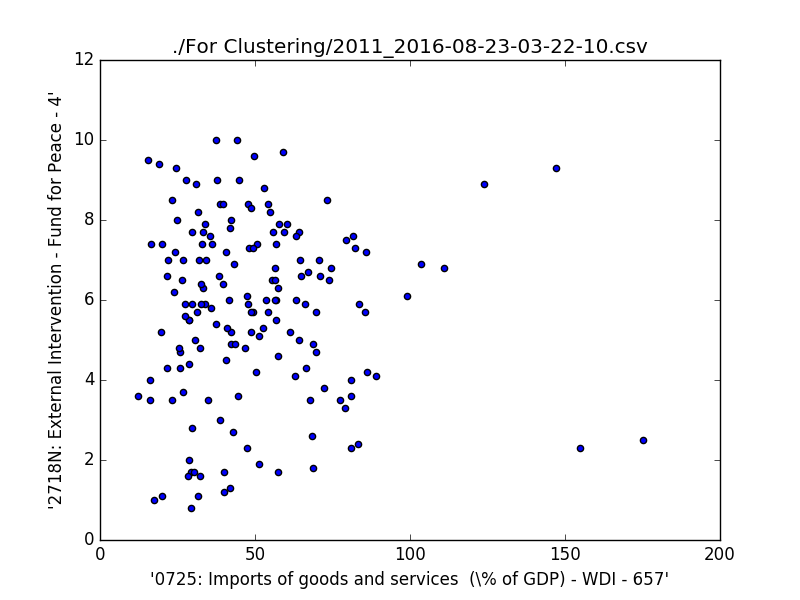 ./For Clustering/2011_2016-08-23-03-22-10.csv
12
10
8
6
4
2
0
'2718N: External Intervention - Fund for Peace - 4'
0 50 100 150 200
'0725: Imports of goods and services  (\% of GDP) - WDI - 657'